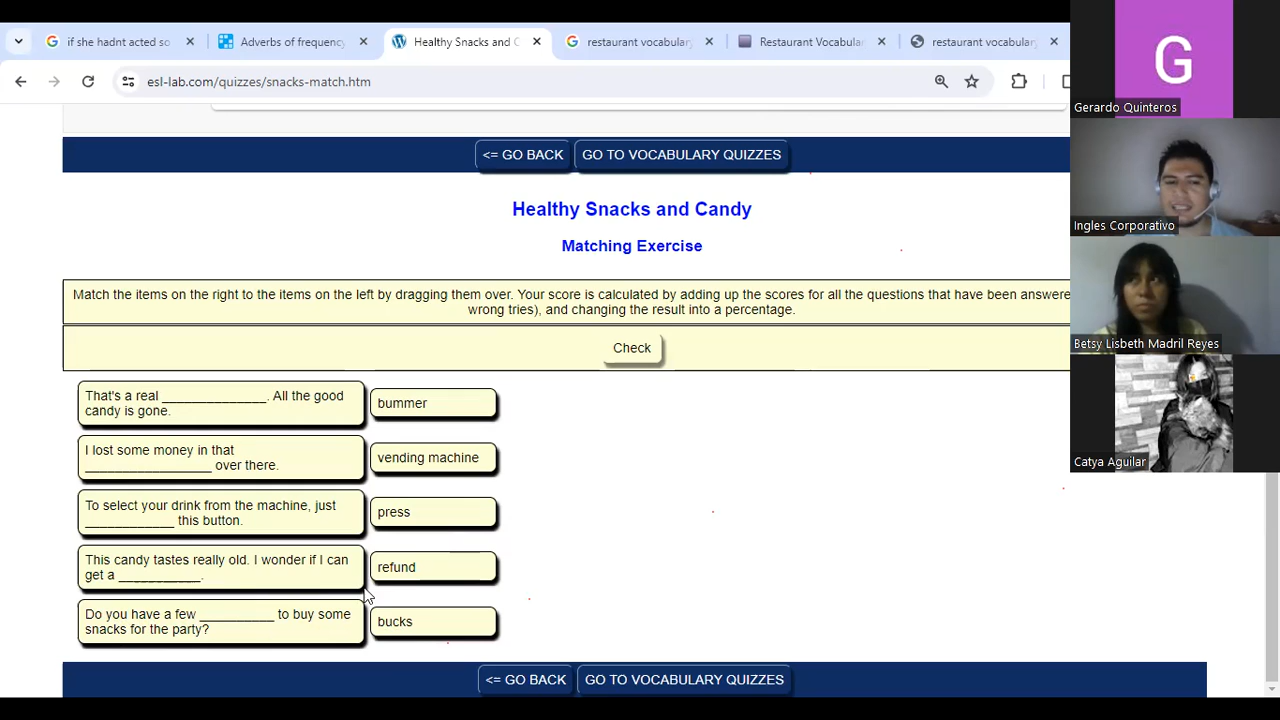 if she hadnt acted so
Adverbs of frequency
Healthy Snacks and C
restaurant vocabulary
Restaurant Vocabula
restaurant vocabular
esl-lab.com/quizzes/snacks-match.htm
G
Gerardo Quinteros
<= GO BACK
GO TO VOCABULARY QUIZZES
Healthy Snacks and Candy
Ingles Corporativo
Matching Exercise
Match the items on the right to the items on the left by dragging them over. Your score is calculated by adding up the scores for all the questions that have been answere
wrong tries), and changing the result into a percentage.
Check
Betsy Lisbeth Madril Reyes
That's a real ______________. All the good
candy is gone.
bummer
I lost some money in that
_________________ over there.
vending machine
Catya Aguilar
To select your drink from the machine, just
____________ this button.
press
This candy tastes really old. I wonder if I can
get a ___________.
refund
Do you have a few __________ to buy some
snacks for the party?
bucks
<= GO BACK
GO TO VOCABULARY QUIZZES